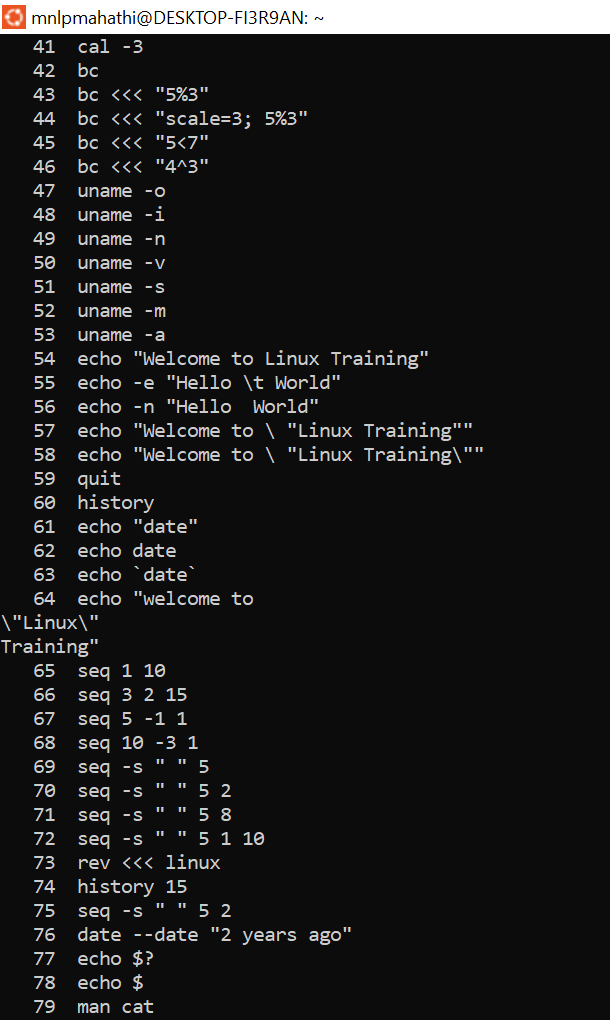 mnlpmahathi@DESKTOP-FI3R9AN: ~
41  cal -3
42  bc
43  bc <<< "5%3"
44  bc <<< "scale=3; 5%3"
45  bc <<< "5<7"
46  bc <<< "4^3"
47  uname -o
48  uname -i
49  uname -n
50  uname -v
51  uname -s
52  uname -m
53  uname -a
54  echo "Welcome to Linux Training"
55  echo -e "Hello \t World"
56  echo -n "Hello  World"
57  echo "Welcome to \ "Linux Training""
58  echo "Welcome to \ "Linux Training\""
59  quit
60  history
61  echo "date"
62  echo date
63  echo `date`
64  echo "welcome to
\"Linux\"
Training"
65  seq 1 10
66  seq 3 2 15
67  seq 5 -1 1
68  seq 10 -3 1
69  seq -s " " 5
70  seq -s " " 5 2
71  seq -s " " 5 8
72  seq -s " " 5 1 10
73  rev <<< linux
74  history 15
75  seq -s " " 5 2
76  date --date "2 years ago"
77  echo $?
78  echo $
79  man cat